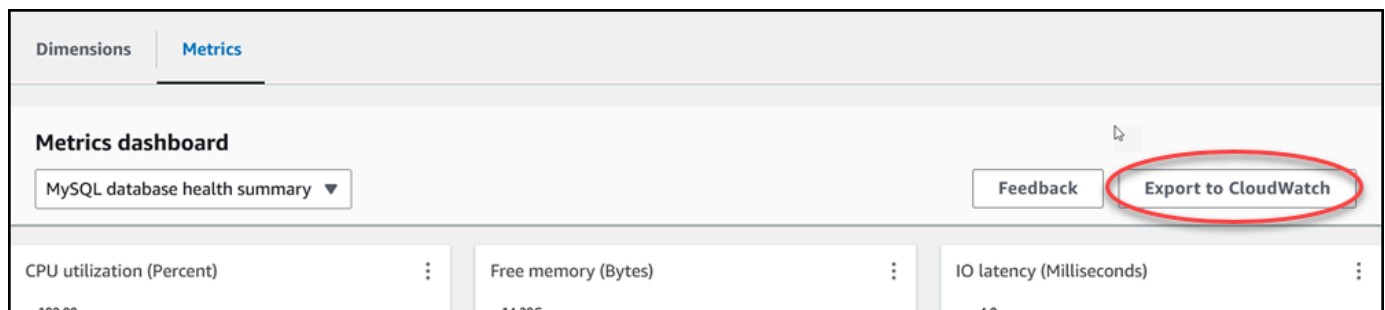 Dimensions Metrics
Metrics dashboard
MySQL database health summary
Feedback Export to CloudWatch
CPU utilization (Percent) Free memory (Bytes) IO latency (Milliseconds)